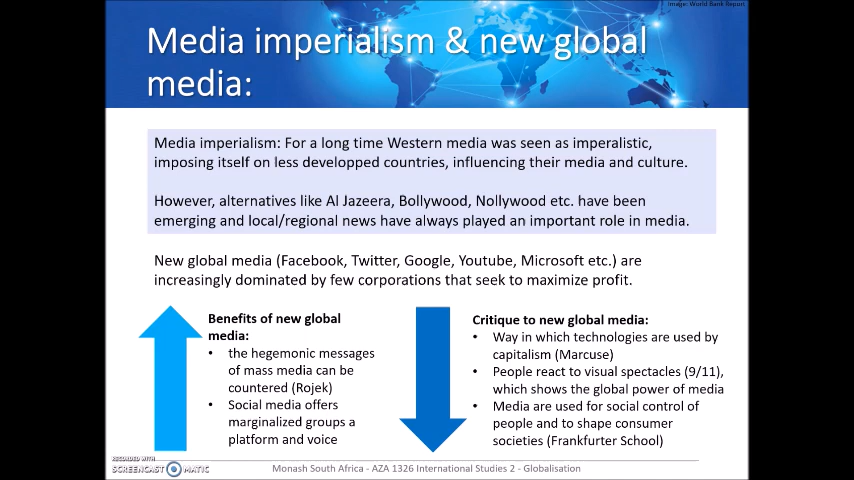 Image: World Bank Report
Media imperialism & new global
media:
Media imperialism: For a long time Western media was seen as imperalistic,
imposing itself on less developped countries, influencing their media and culture.
However, alternatives like Al Jazeera, Bollywood, Nollywood etc. have been
emerging and local/regional news have always played an important role in media.
New global media (Facebook, Twitter, Google, Youtube, Microsoft etc.) are
increasingly dominated by few corporations that seek to maximize profit.
Benefits of new global
media:
• the hegemonic messages
of mass media can be
countered (Rojek)
• Social media offers
marginalized groups a
platform and voice
Critique to new global media:
• Way in which technologies are used by
capitalism (Marcuse)
• People react to visual spectacles (9/11),
which shows the global power of media
• Media are used for social control of
people and to shape consumer
societies (Frankfurter School)
RECORDED WITH
SCREENCAST MATIC
Monash South Africa - AZA 1326 International Studies 2 - Globalisation